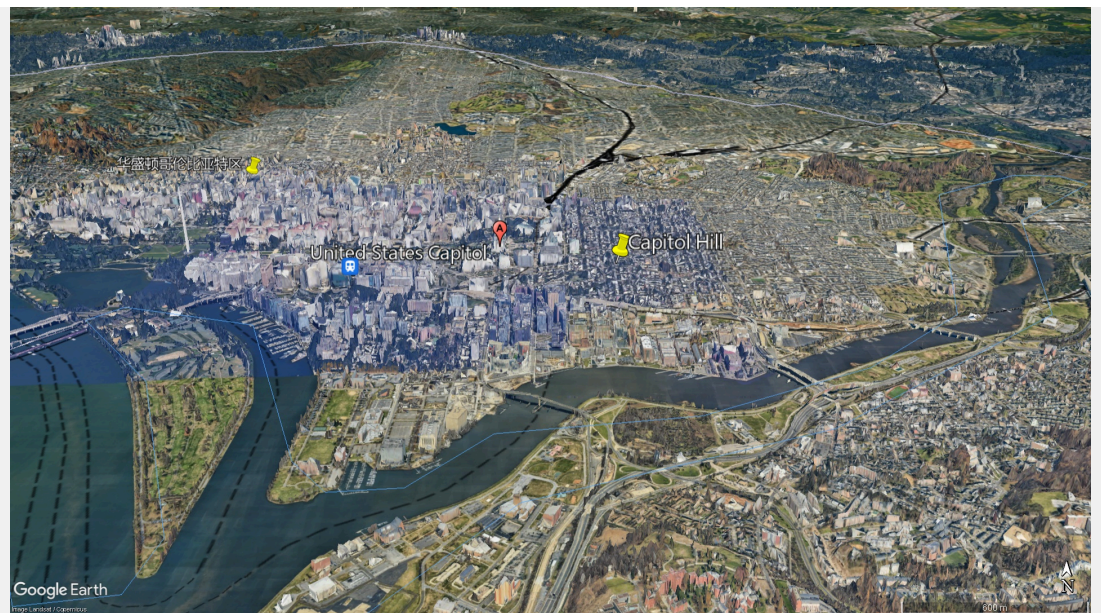 华盛顿哥伦比亚特区
A
United States Capitol
Capitol Hill
Google Earth
Image Landsat / Copernicus
N
600 m